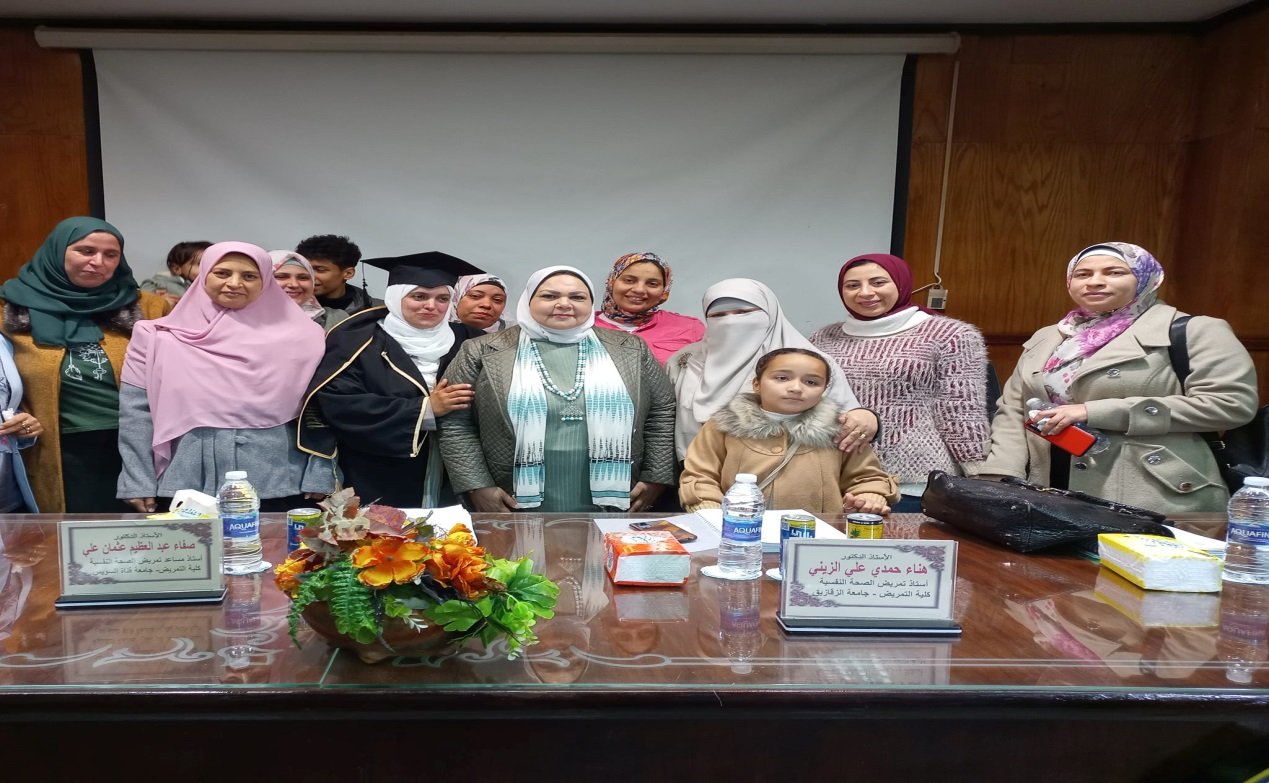 الأستاذ الدكتور
صفاء عبد العظيم عثمان علي
أستاذ مساعد تمريض الصحة النفسية
كلية التمريض- جامعة قناة السويس
AQUAFINA
الأستاذ الدكتور
هناء حمدي علي الزيني
أستاذ تمريض الصحة النفسية
كلية التمريض - جامعة الزقازيق
AQUAFINA